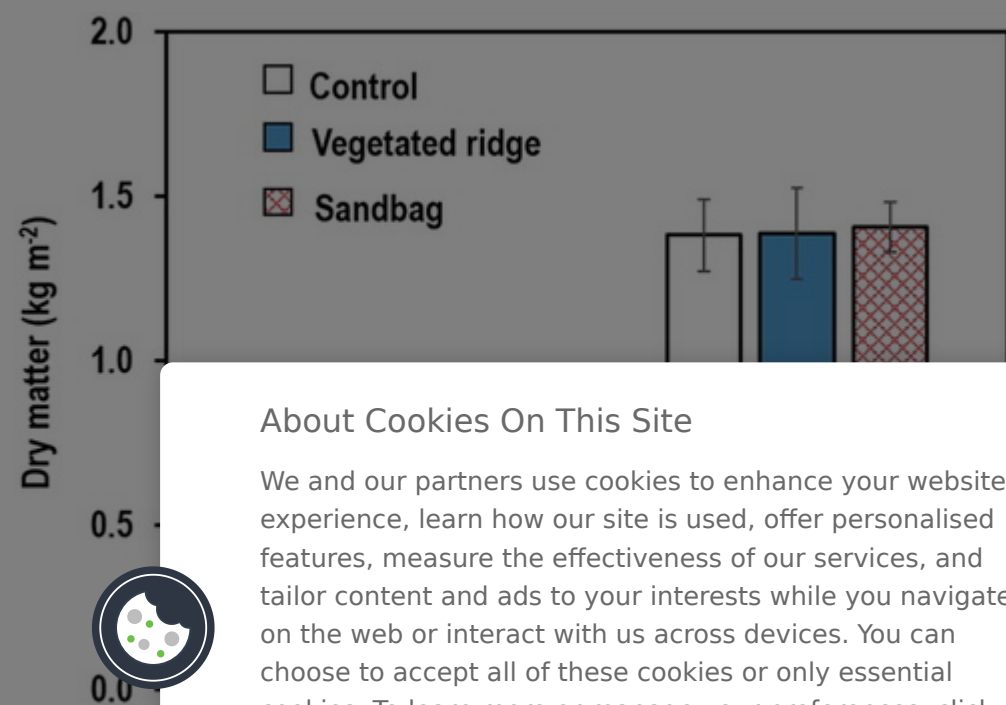 2.0
Control
Vegetated ridge
1.5
Sandbag
Dry matter (kg m-2)
1.0
About Cookies On This Site
We and our partners use cookies to enhance your website
experience, learn how our site is used, offer personalised
features, measure the effectiveness of our services, and
0.5
tailor content and ads to your interests while you navigate
on the web or interact with us across devices. You can
choose to accept all of these cookies or only essential
0.0